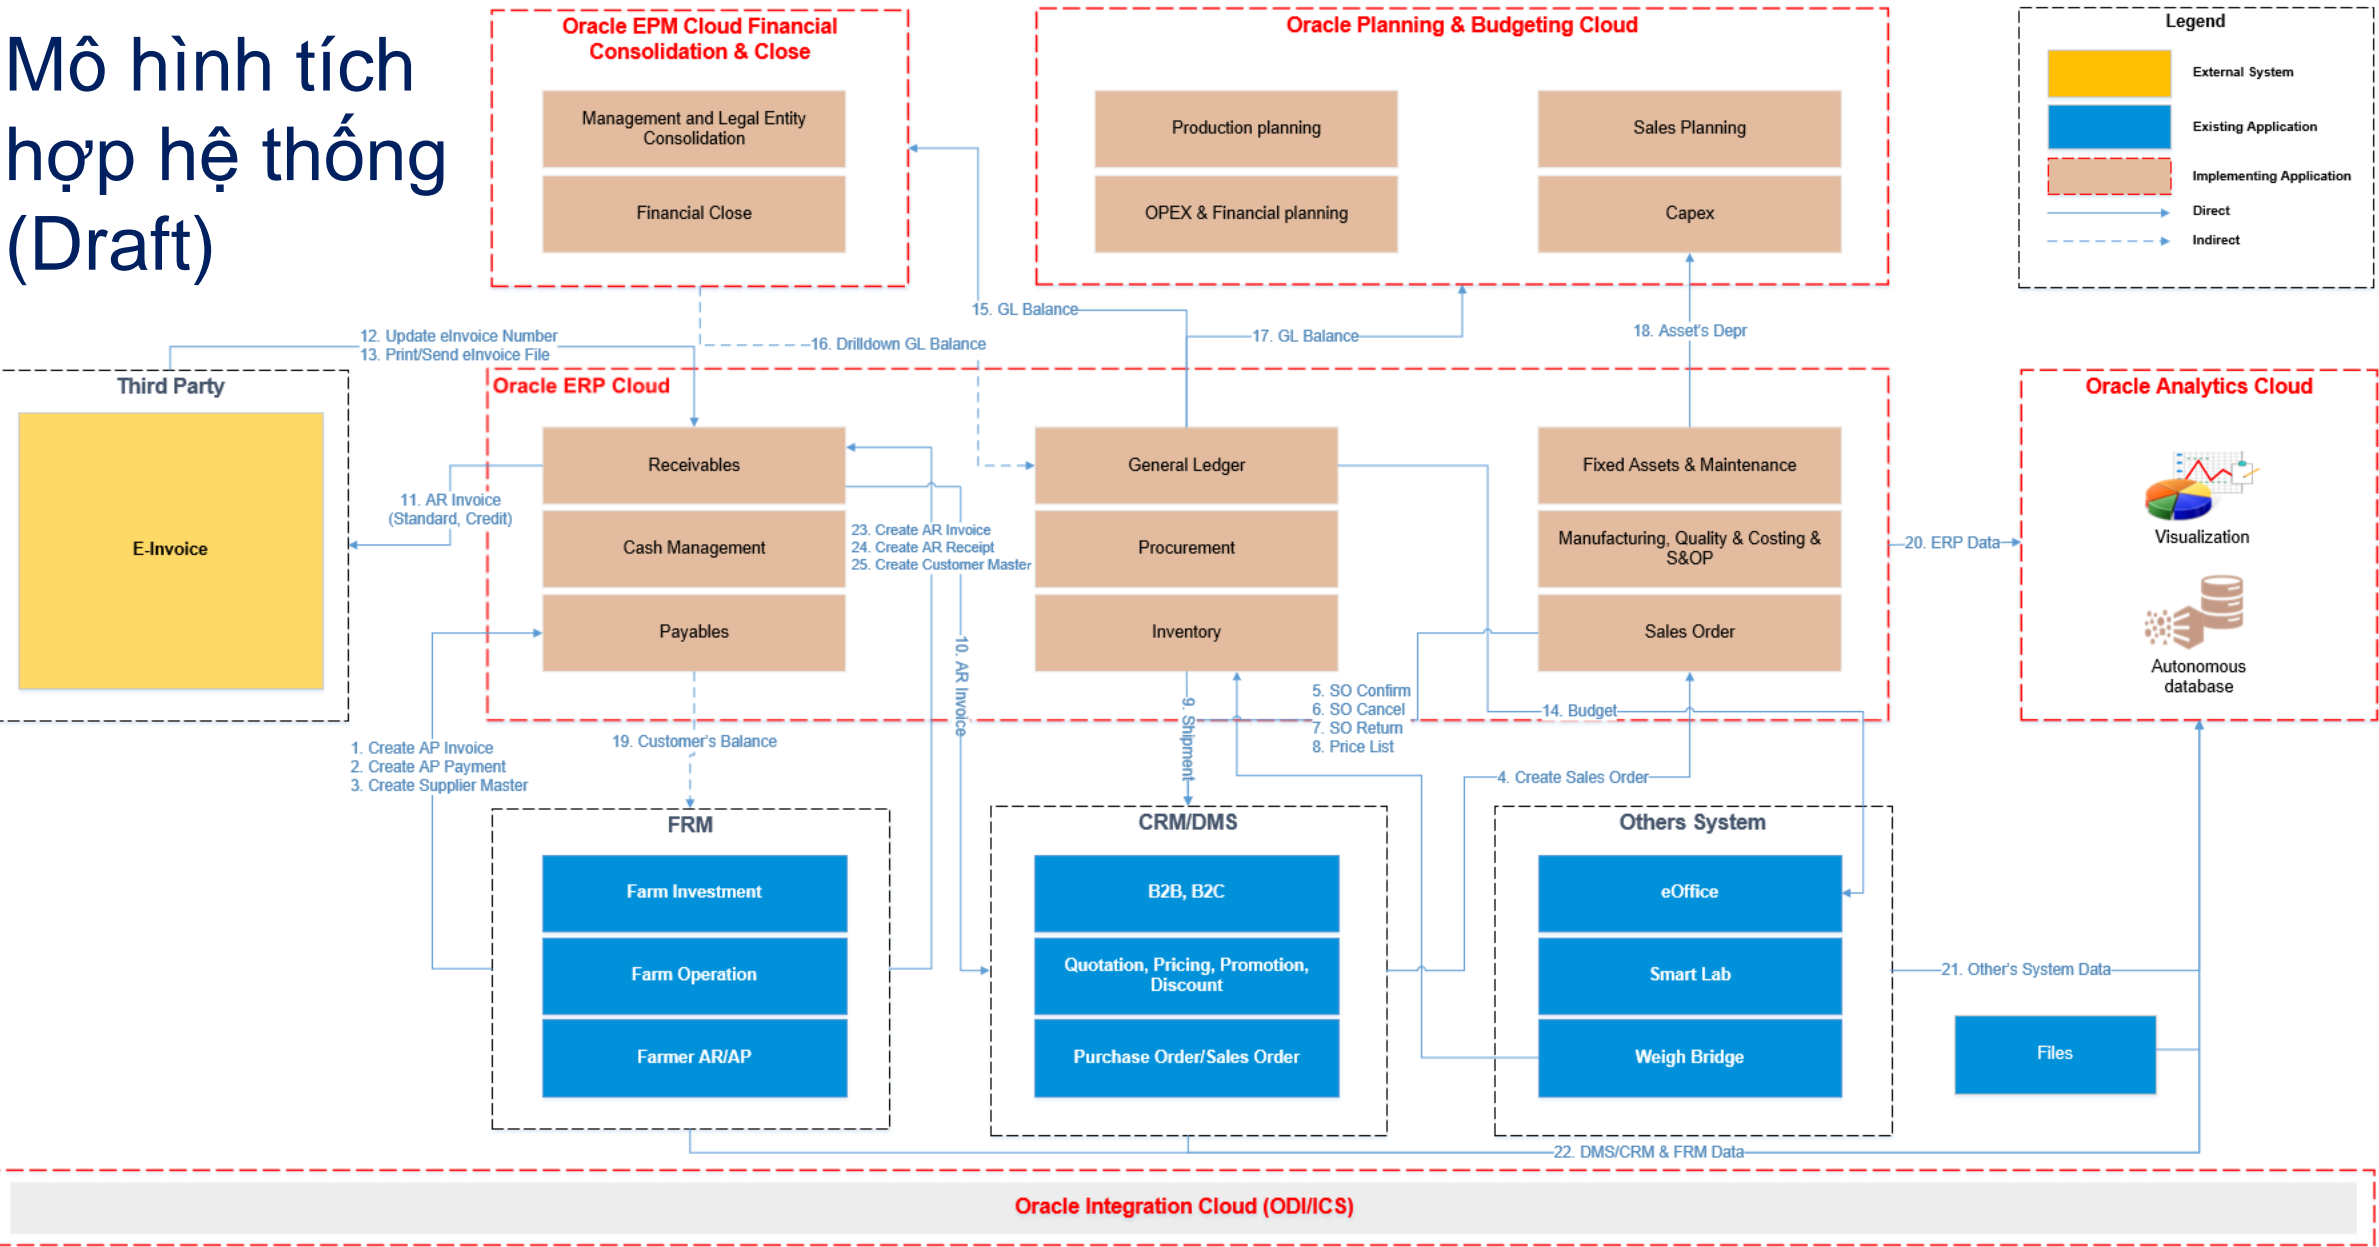 Mô hình tích
hợp hệ thống
(Draft)
Oracle EPM Cloud Financial
Consolidation & Close
Management and Legal Entity
Consolidation
Financial Close
Oracle Planning & Budgeting Cloud
Production planning
Sales Planning
OPEX & Financial planning
Capex
Legend
External System
Existing Application
Implementing Application
Direct
Indirect
12. Update eInvoice Number
13. Print/Send eInvoice File
15. GL Balance
16. Drilldown GL Balance
17. GL Balance
18. Asset's Depr
Third Party
E-Invoice
11. AR Invoice
(Standard, Credit)
Oracle ERP Cloud
Receivables
Cash Management
Payables
23. Create AR Invoice
24. Create AR Receipt
25. Create Customer Master
10. AR Invoice
General Ledger
Procurement
Inventory
Fixed Assets & Maintenance
Manufacturing, Quality & Costing &
S&OP
Sales Order
20. ERP Data
Oracle Analytics Cloud
Visualization
Autonomous
database
1. Create AP Invoice
2. Create AP Payment
3. Create Supplier Master
19. Customer's Balance
9. Shipment
5. SO Confirm
6. SO Cancel
7. SO Return
8. Price List
14. Budget
4. Create Sales Order
FRM
Farm Investment
Farm Operation
Farmer AR/AP
CRM/DMS
B2B, B2C
Quotation, Pricing, Promotion,
Discount
Purchase Order/Sales Order
Others System
eOffice
Smart Lab
Weigh Bridge
21. Other's System Data
Files
22. DMS/CRM & FRM Data
Oracle Integration Cloud (ODI/ICS)